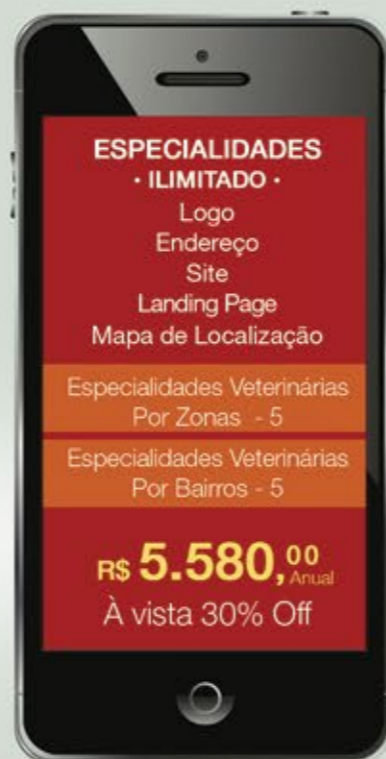 ESPECIALIDADES
• ILIMITADO •
Logo
Endereço
Site
Landing Page
Mapa de Localização
Especialidades Veterinárias
Por Zonas - 5
Especialidades Veterinárias
Por Bairros - 5
R$ 5.580,00 Anual
À vista 30% Off